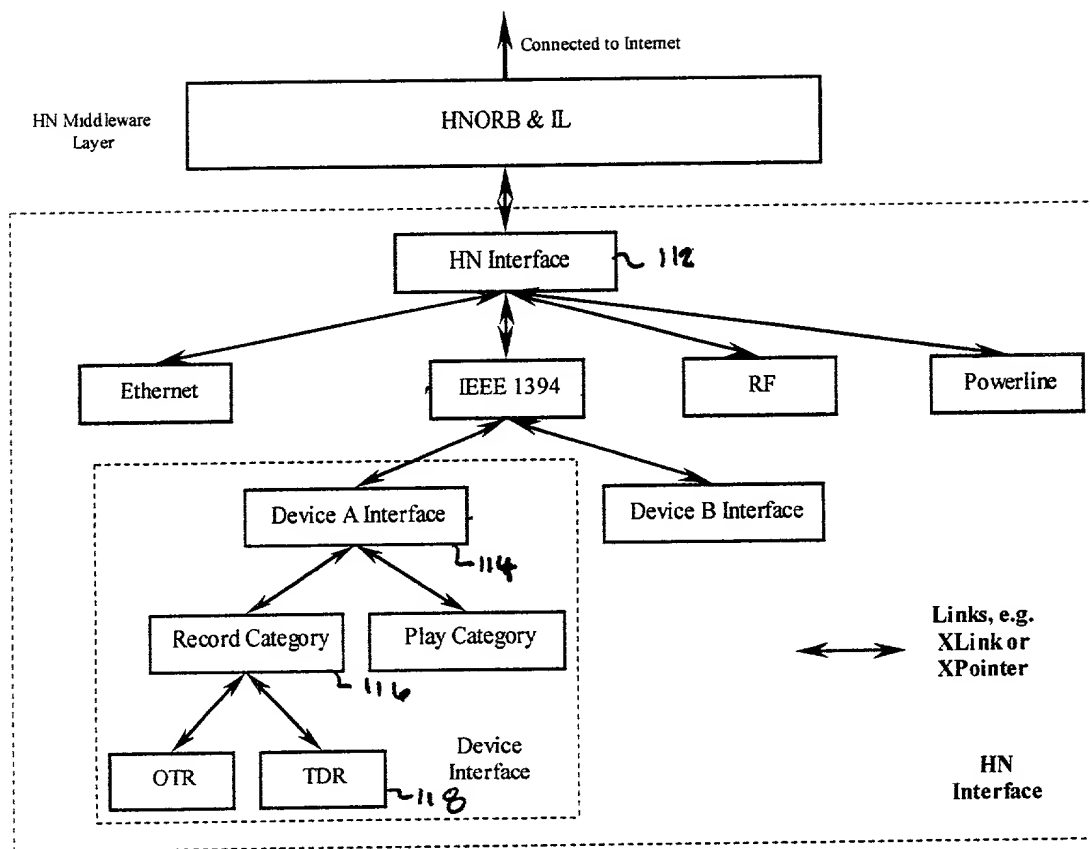 Connected to Internet
HN Middleware
Layer
HNORB & IL
HN Interface
112
Ethernet
IEEE 1394
RF
Powerline
Device A Interface
Device B Interface
114
Record Category
Play Category
116
Links, e.g.
XLink or
XPointer
OTR
TDR
118
Device
Interface
HN
Interface